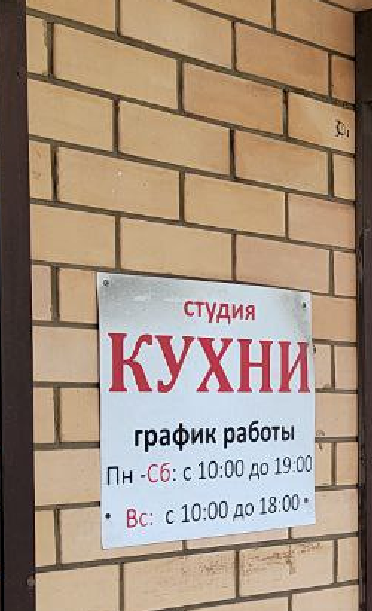 студия
КУХНИ
график работы
Пн -Сб: с 10:00 до 19:00
Вс: с 10:00 до 18:00